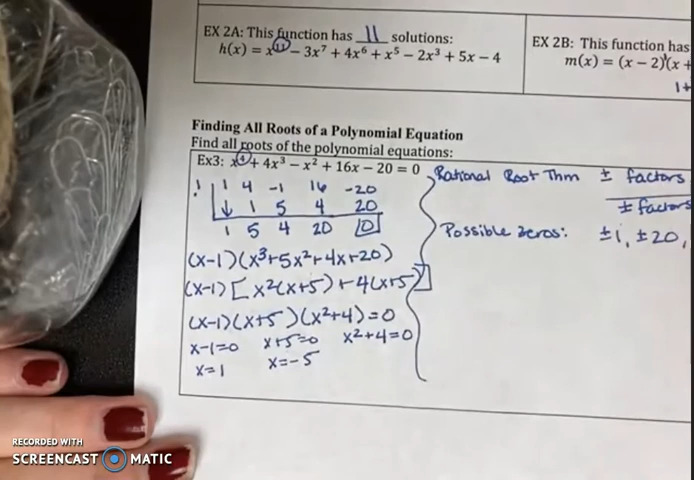 EX 2A: This function has 11 solutions:
h(x) = x¹¹ − 3x⁷ + 4x⁶ + x⁵ − 2x³ + 5x − 4
EX 2B: This function has
m(x) = (x − 2)(x +
1+
Finding All Roots of a Polynomial Equation
Find all roots of the polynomial equations:
Ex3: x⁴ + 4x³ − x² + 16x − 20 = 0
1 1 4 -1 16 -20
↓ 1 5 4 20
1 5 4 20 0
(x-1)(x³+5x²+4x+20)
(x-1)[x²(x+5)+4(x+5)]
(x-1)(x+5)(x²+4)=0
x-1=0 x+5=0 x²+4=0
x=1 x=-5
Rational Root Thm ± factors
± factors
Possible zeros: ±1, ±20,
RECORDED WITH
SCREENCAST MATIC